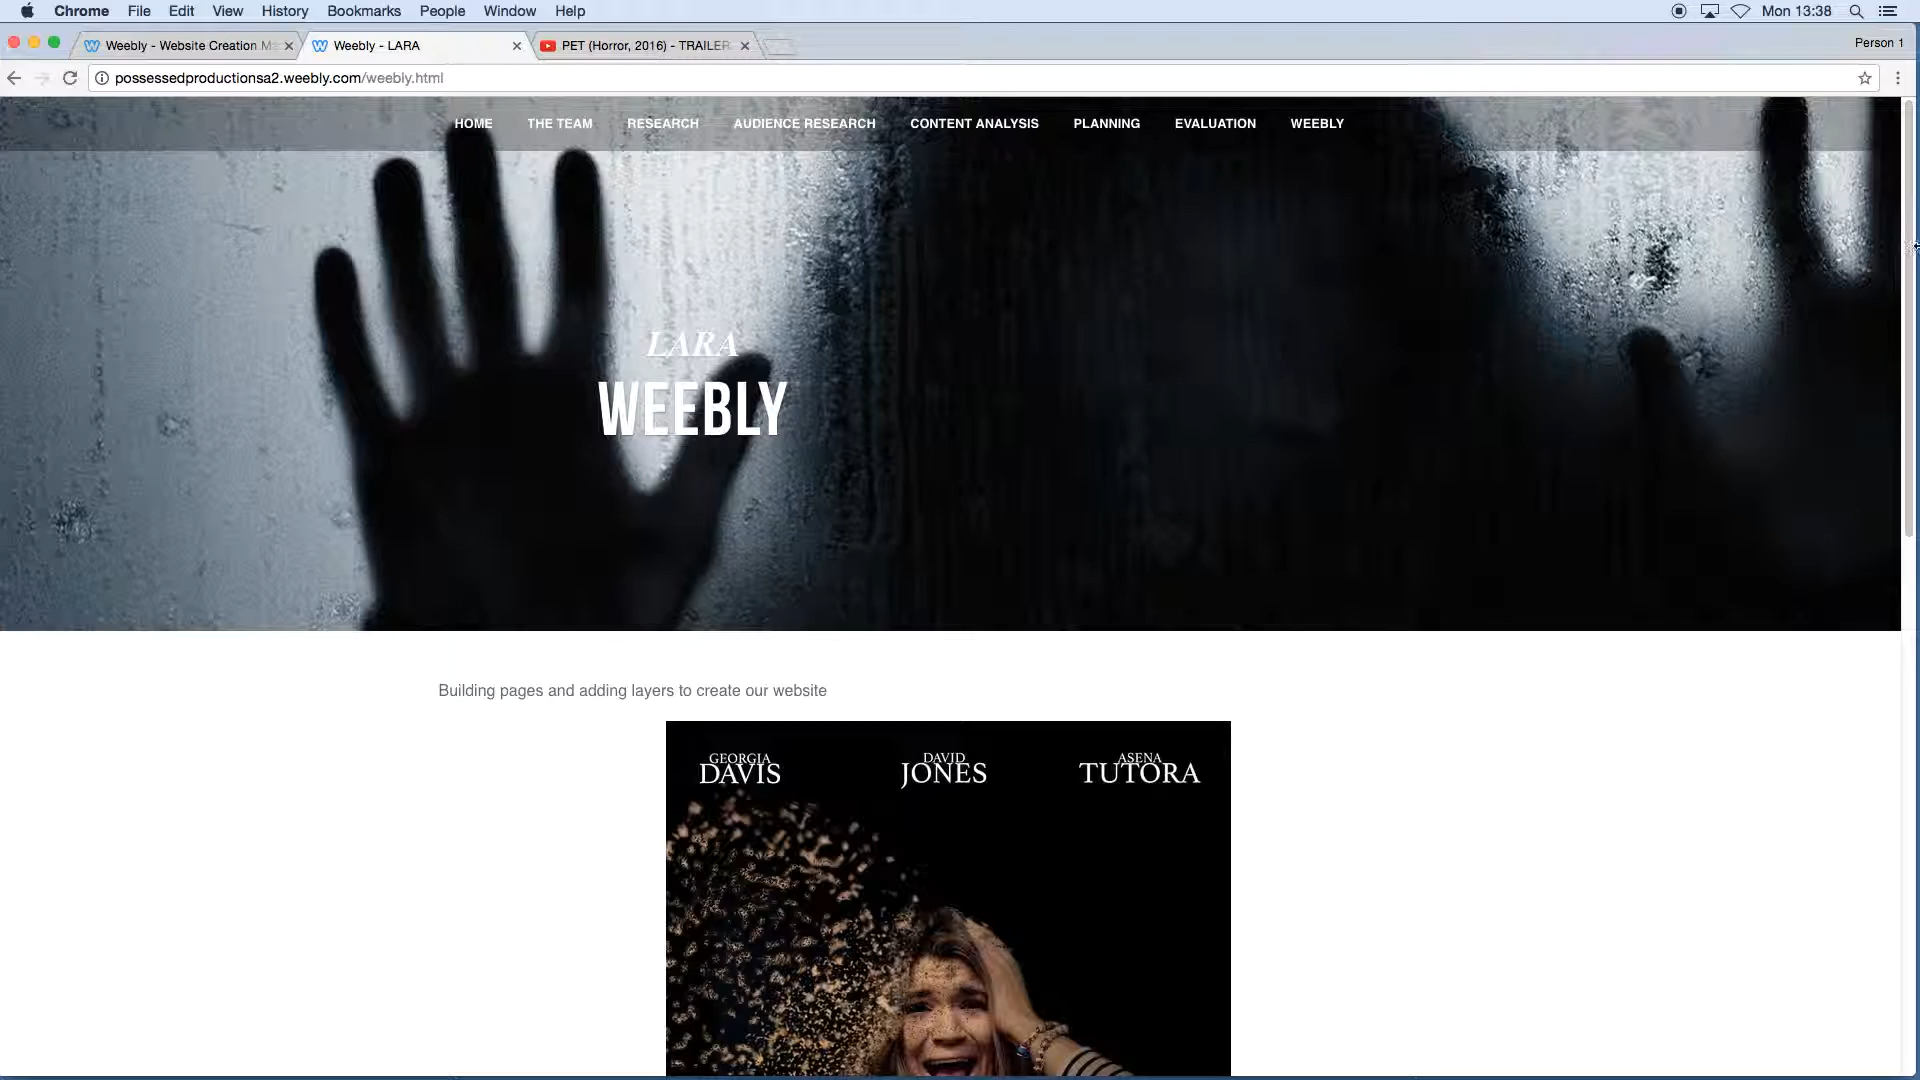 Chrome File Edit View History Bookmarks People Window Help Mon 13:38
Weebly - Website Creation Ma
Weebly - LARA
PET (Horror, 2016) - TRAILER
Person 1
possessedproductionsa2.weebly.com/weebly.html
HOME THE TEAM RESEARCH AUDIENCE RESEARCH CONTENT ANALYSIS PLANNING EVALUATION WEEBLY
LARA
WEEBLY
Building pages and adding layers to create our website
GEORGIA DAVID ASENA
DAVIS JONES TUTORA